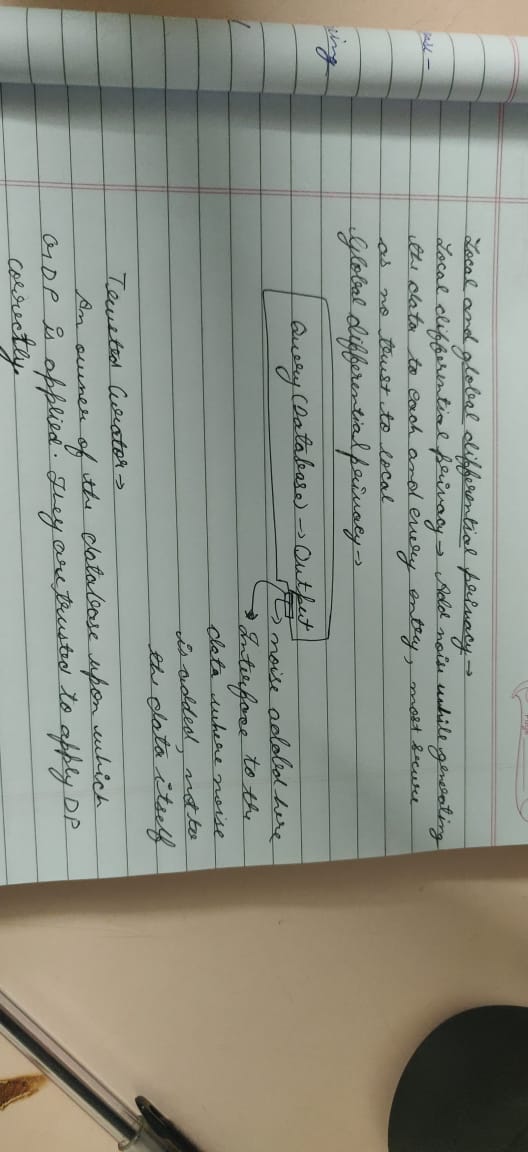 Local and global differential privacy →
Local differential privacy → Add noise while generating
the data to each and every entry, most secure
as no trust to local
Global differential privacy →
Query (Database) → Output
→ noise added here
→ Interface to the
data where noise
is added, not to
the data itself
Trusted Curator →
An owner of the database upon which
GDP is applied. They are trusted to apply DP
correctly.
ing